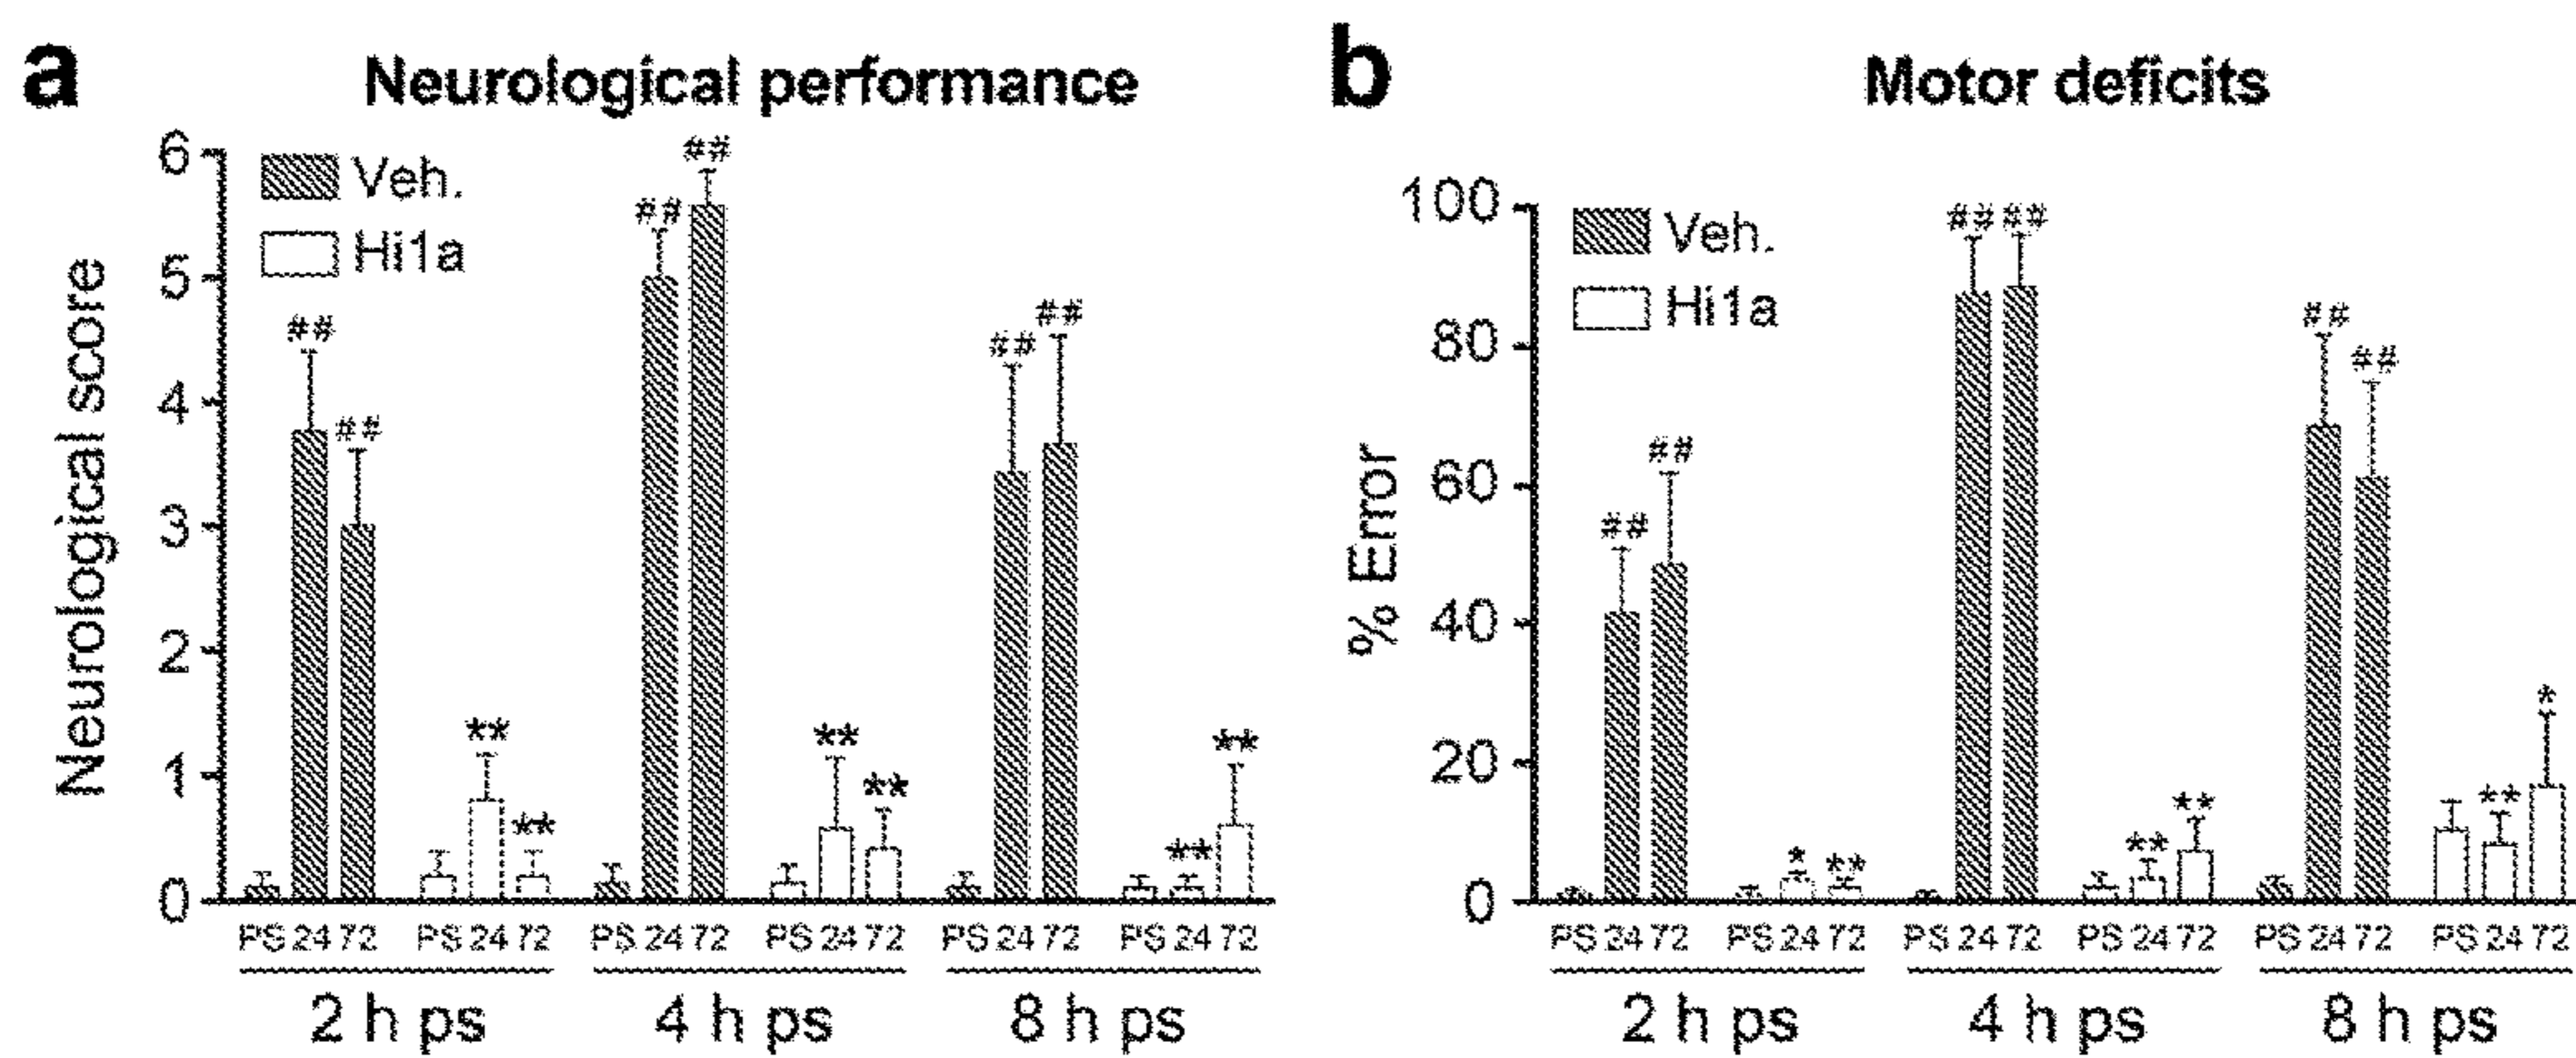 a
Neurological performance
Neurological score
6
5
4
3
2
1
0
Veh.
Hi1a
##
##
**
**
##
##
**
**
##
##
**
**
PS 24 72
PS 24 72
PS 24 72
PS 24 72
PS 24 72
PS 24 72
2 h ps
4 h ps
8 h ps
b
Motor deficits
% Error
100
80
60
40
20
0
Veh.
Hi1a
##
##
*
**
##
##
**
**
##
##
**
*
PS 24 72
PS 24 72
PS 24 72
PS 24 72
PS 24 72
PS 24 72
2 h ps
4 h ps
8 h ps